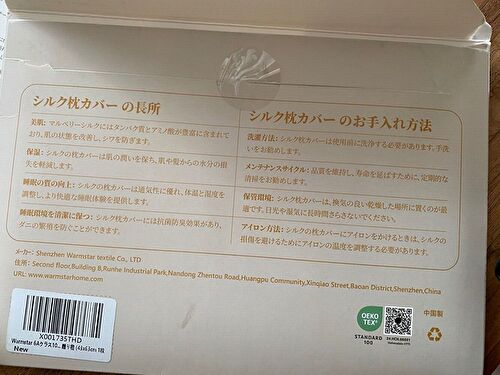 シルク枕カバー の長所
美肌: マルベリーシルクにはタンパク質とアミノ酸が豊富に含まれて
おり、肌の状態を改善し、シワを防ぎます。
保湿: シルクの枕カバーは肌の潤いを保ち、肌や髪からの水分の損
失を軽減します。
睡眠の質の向上: シルクの枕カバーは通気性に優れ、体温と湿度を
調整し、より快適な睡眠体験を提供します。
睡眠環境を清潔に保つ: シルク枕カバーには抗菌防臭効果があり、
ダニの繁殖を防ぐことができます。
シルク枕カバー のお手入れ方法
洗濯方法: シルク枕カバーは使用前に洗浄する必要があります。手洗
いをお勧めします。
メンテナンスサイクル: 品質を維持し、寿命を延ばすために、定期的な
清掃をお勧めします。
保管環境: シルク枕カバーは、換気の良い乾燥した場所に置くのが最
適です。日光や湿気に長時間さらさないでください。
アイロン方法: シルクの枕カバーにアイロンをかけるときは、シルクの
損傷を避けるためにアイロンの温度を調整する必要があります。
メーカー: Shenzhen Warmstar textile Co., LTD
住所: Second floor,Building B,Runhe Industrial Park,Nandong Zhentou Road,Huangpu Community,Xinqiao Street,Baoan District,Shenzhen,China
URL: www.warmstarhome.com
X001735THD
Warmstar 6Aクラス10...
New
OEKO
TEX®
STANDARD
100
中国製